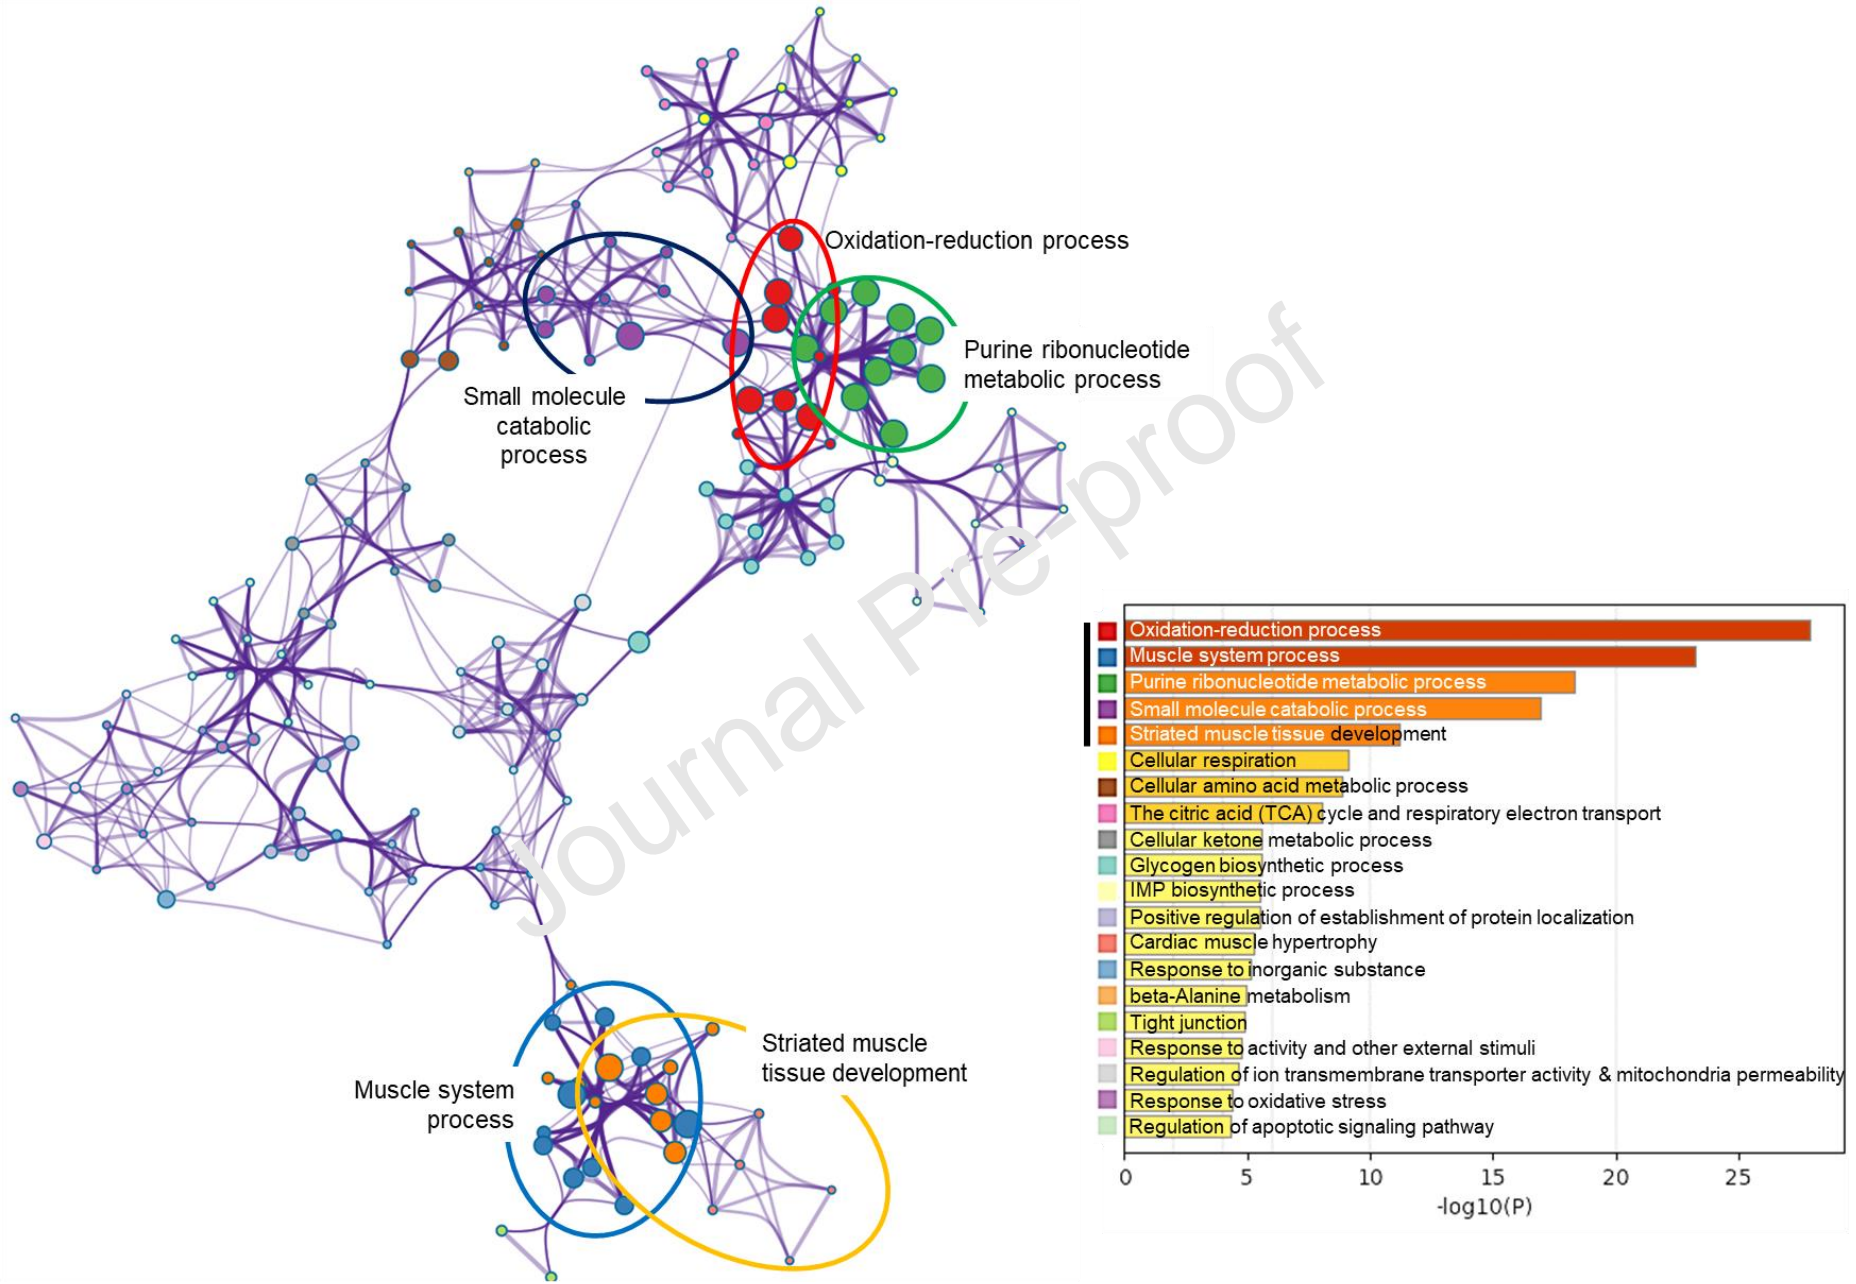 Oxidation-reduction process
Purine ribonucleotide
metabolic process
Small molecule
catabolic
process
Journal Pre-proof
Striated muscle
tissue development
Muscle system
process
Oxidation-reduction process
Muscle system process
Purine ribonucleotide metabolic process
Small molecule catabolic process
Striated muscle tissue development
Cellular respiration
Cellular amino acid metabolic process
The citric acid (TCA) cycle and respiratory electron transport
Cellular ketone metabolic process
Glycogen biosynthetic process
IMP biosynthetic process
Positive regulation of establishment of protein localization
Cardiac muscle hypertrophy
Response to inorganic substance
beta-Alanine metabolism
Tight junction
Response to activity and other external stimuli
Regulation of ion transmembrane transporter activity & mitochondria permeability
Response to oxidative stress
Regulation of apoptotic signaling pathway
0 5 10 15 20 25
-log10(P)